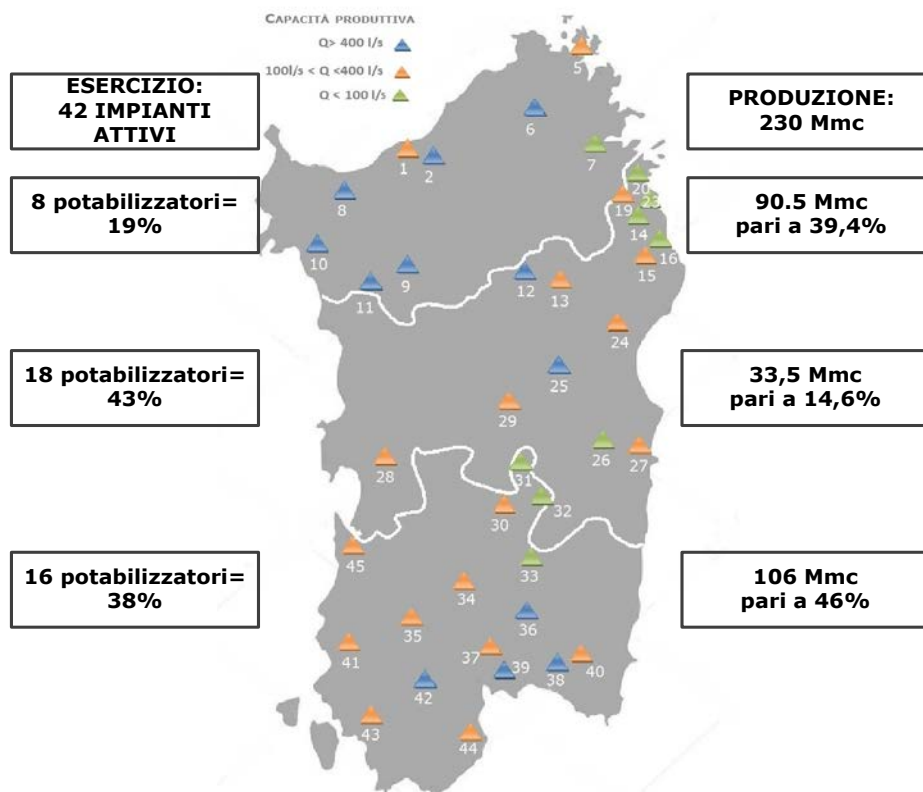 CAPACITÀ PRODUTTIVA
Q> 400 l/s
100l/s < Q <400 l/s
Q < 100 l/s
ESERCIZIO:
42 IMPIANTI
ATTIVI
PRODUZIONE:
230 Mmc
8 potabilizzatori=
19%
90.5 Mmc
pari a 39,4%
18 potabilizzatori=
43%
33,5 Mmc
pari a 14,6%
16 potabilizzatori=
38%
106 Mmc
pari a 46%
5
6
1
2
7
8
20
19
23
14
10
16
15
9
11
12
13
24
25
29
26
27
28
31
32
30
45
33
34
35
36
41
37
39
38
40
42
43
44